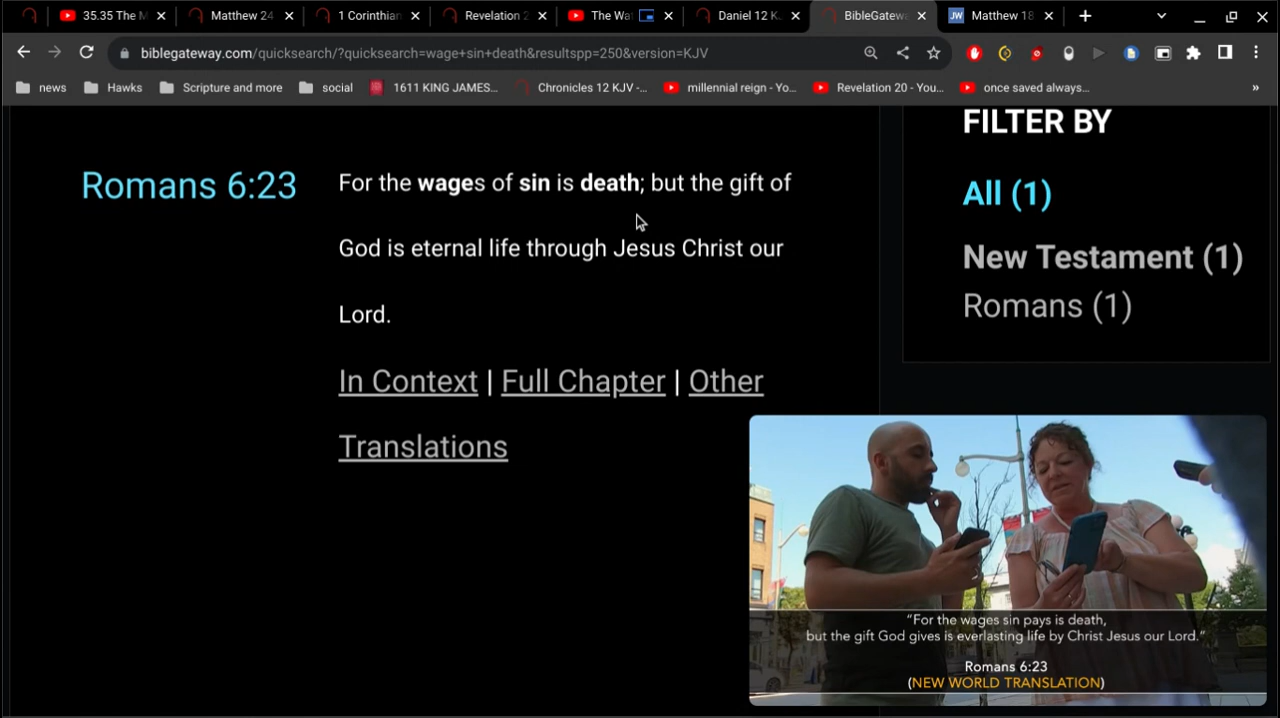 35.35 The M
Matthew 24
1 Corinthian
Revelation 2
The Wa
Daniel 12 K
BibleGatew
JW Matthew 18
biblegateway.com/quicksearch/?quicksearch=wage+sin+death&resultspp=250&version=KJV
news
Hawks
Scripture and more
social
1611 KING JAMES...
Chronicles 12 KJV -...
millennial reign - Yo...
Revelation 20 - You...
once saved always...
»
Romans 6:23
For the wages of sin is death; but the gift of
God is eternal life through Jesus Christ our
Lord.
In Context | Full Chapter | Other
Translations
FILTER BY
All (1)
New Testament (1)
Romans (1)
“For the wages sin pays is death,
but the gift God gives is everlasting life by Christ Jesus our Lord.”
Romans 6:23
(NEW WORLD TRANSLATION)